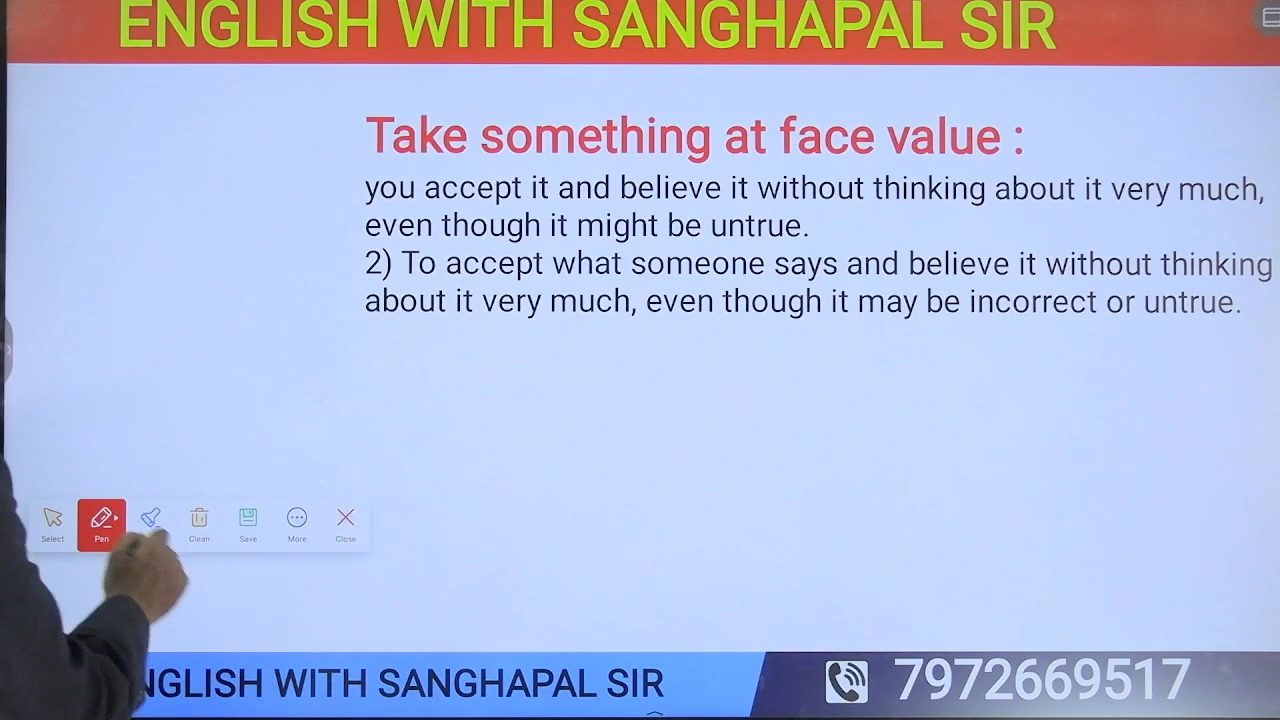 ENGLISH WITH SANGHAPAL SIR
Take something at face value :
you accept it and believe it without thinking about it very much,
even though it might be untrue.
2) To accept what someone says and believe it without thinking
about it very much, even though it may be incorrect or untrue.
Select Pen Clean Save More Close
NGLISH WITH SANGHAPAL SIR
7972669517